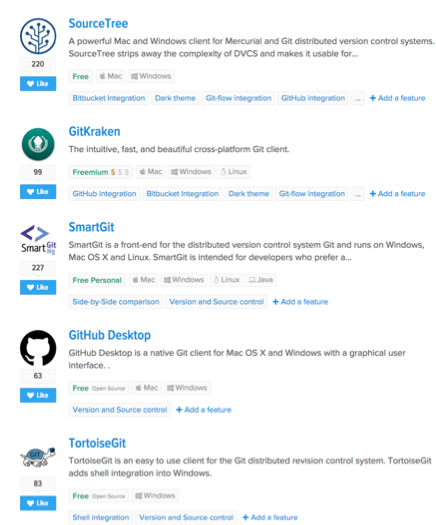 SourceTree
A powerful Mac and Windows client for Mercurial and Git distributed version control systems.
SourceTree strips away the complexity of DVCS and makes it usable for...
220
Like
Free Mac Windows
Bitbucket Integration Dark theme Git-flow integration GitHub integration ... + Add a feature
GitKraken
The intuitive, fast, and beautiful cross-platform Git client.
99
Like
Freemium $ $ $ Mac Windows Linux
GitHub integration Bitbucket Integration Dark theme Git-flow integration ... + Add a feature
SmartGit
SmartGit is a front-end for the distributed version control system Git and runs on Windows,
Mac OS X and Linux. SmartGit is intended for developers who prefer a...
Smart Git
Hg
227
Like
Free Personal Mac Windows Linux Java
Side-by-Side comparison Version and Source control + Add a feature
GitHub Desktop
GitHub Desktop is a native Git client for Mac OS X and Windows with a graphical user
interface. .
63
Like
Free Open Source Mac Windows
Version and Source control + Add a feature
TortoiseGit
TortoiseGit is an easy to use client for the Git distributed revision control system. TortoiseGit
adds shell integration into Windows.
GIT
83
Like
Free Open Source Windows
Shell integration Version and Source control + Add a feature